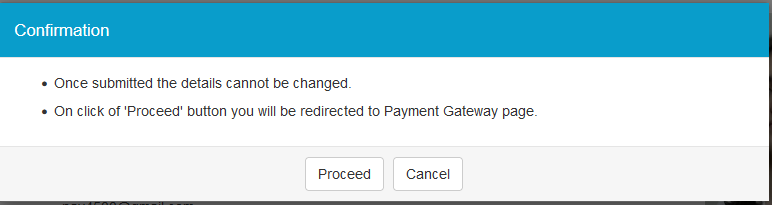 Confirmation
Once submitted the details cannot be changed.
On click of 'Proceed' button you will be redirected to Payment Gateway page.
Proceed Cancel